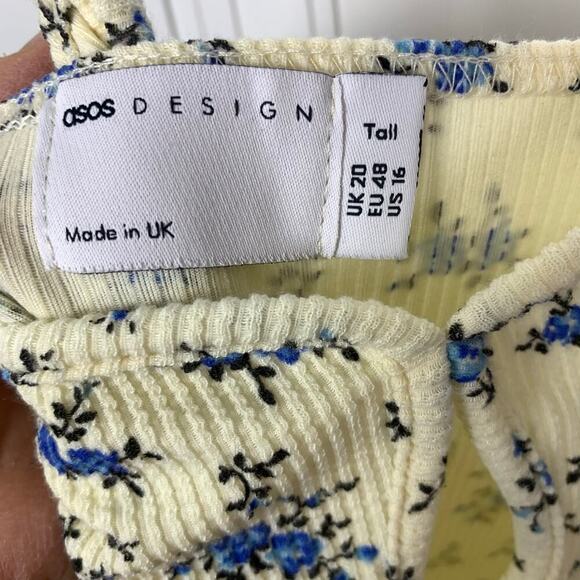 asos DESIGN
Made in UK
Tall
UK 20
EU 48
US 16